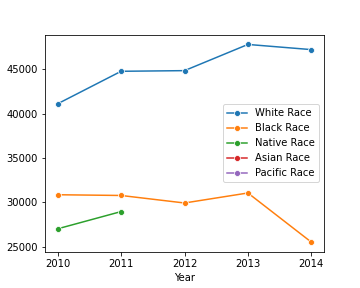 45000
40000
35000
30000
25000
White Race
Black Race
Native Race
Asian Race
Pacific Race
2010 2011 2012 2013 2014
Year